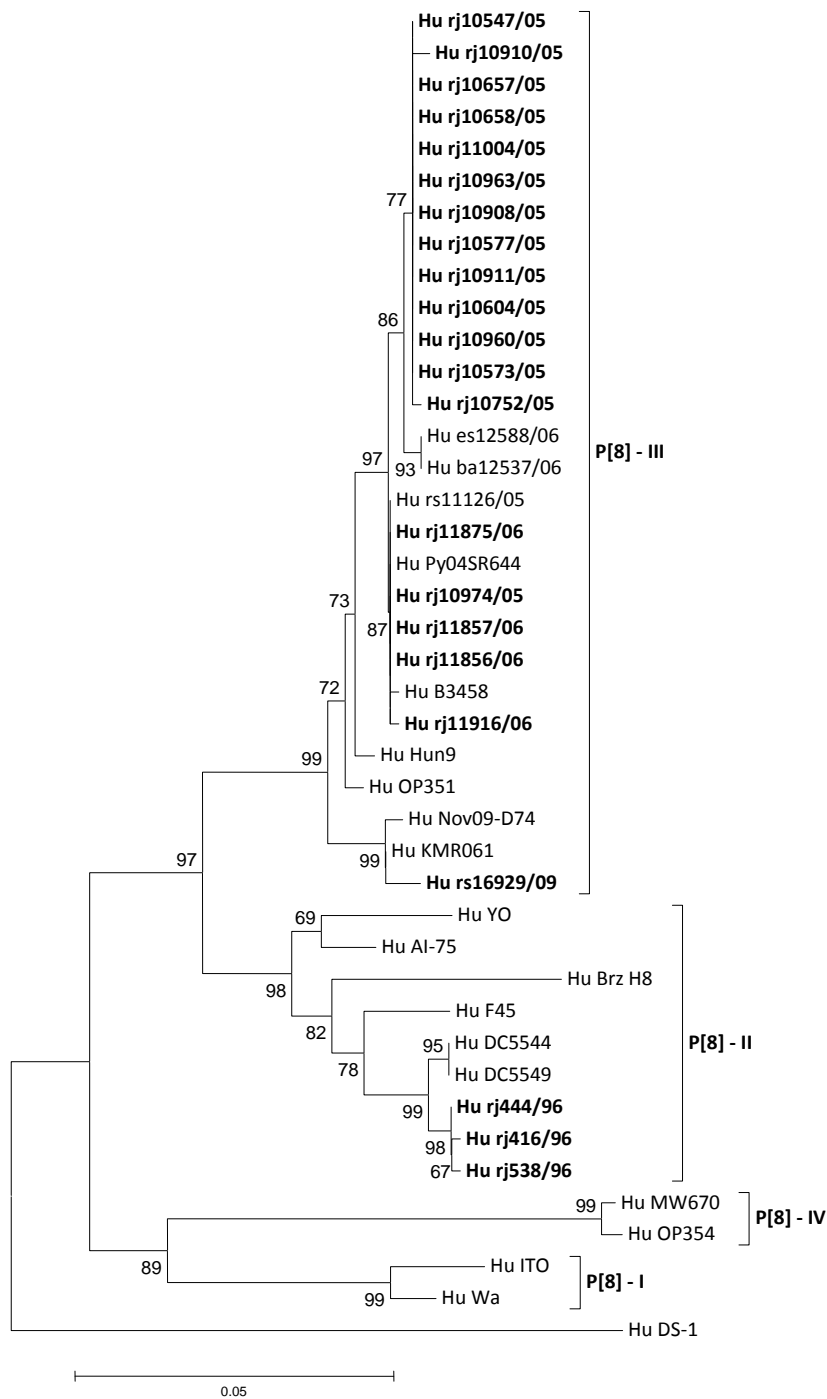 Hu rj10547/05
Hu rj10910/05
Hu rj10657/05
Hu rj10658/05
Hu rj11004/05
Hu rj10963/05
77
Hu rj10908/05
Hu rj10577/05
Hu rj10911/05
Hu rj10604/05
86
Hu rj10960/05
Hu rj10573/05
Hu rj10752/05
Hu es12588/06
P[8] - III
97
93
Hu ba12537/06
Hu rs11126/05
Hu rj11875/06
Hu Py04SR644
73
Hu rj10974/05
87
Hu rj11857/06
Hu rj11856/06
72
Hu B3458
Hu rj11916/06
99
Hu Hun9
Hu OP351
Hu Nov09-D74
97
99
Hu KMR061
Hu rs16929/09
69
Hu YO
Hu AI-75
98
Hu Brz H8
82
Hu F45
P[8] - II
95
Hu DC5544
78
Hu DC5549
99
Hu rj444/96
98
Hu rj416/96
67
Hu rj538/96
99
Hu MW670
P[8] - IV
Hu OP354
89
Hu ITO
P[8] - I
99
Hu Wa
Hu DS-1
0.05